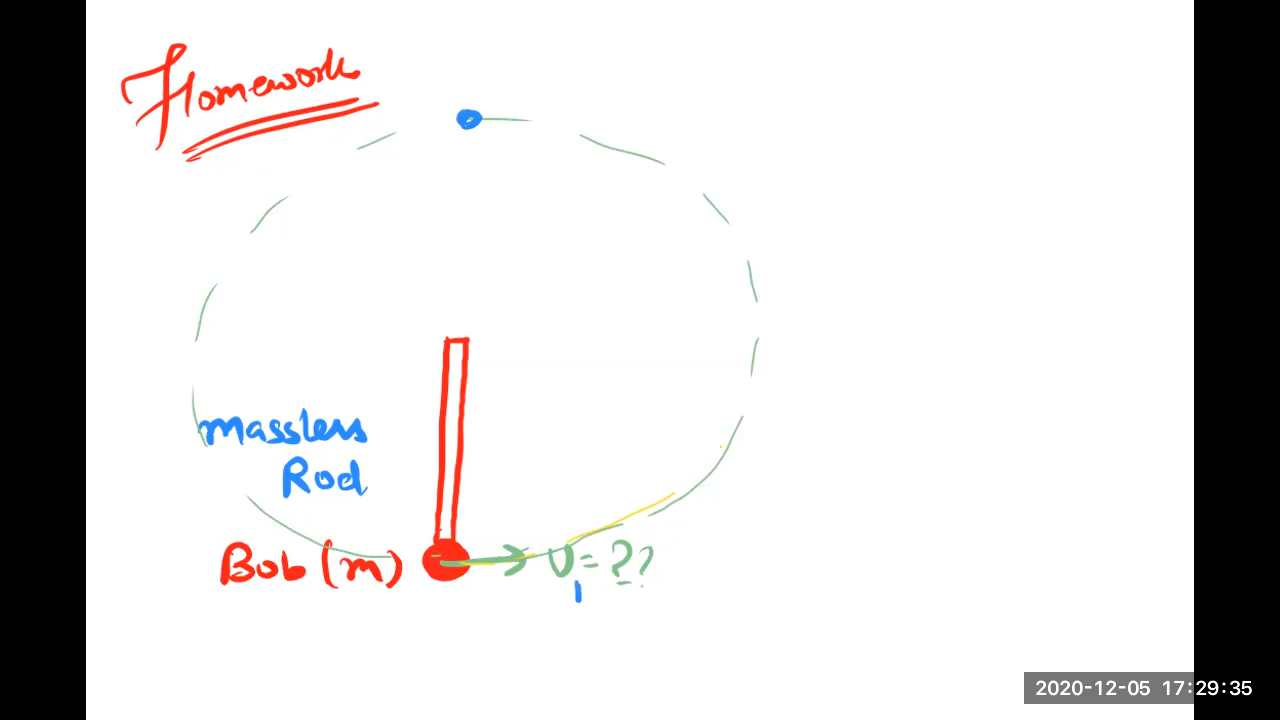 Homework
massless
Rod
Bob (m)
v₁ = ??
2020-12-05 17:29:35